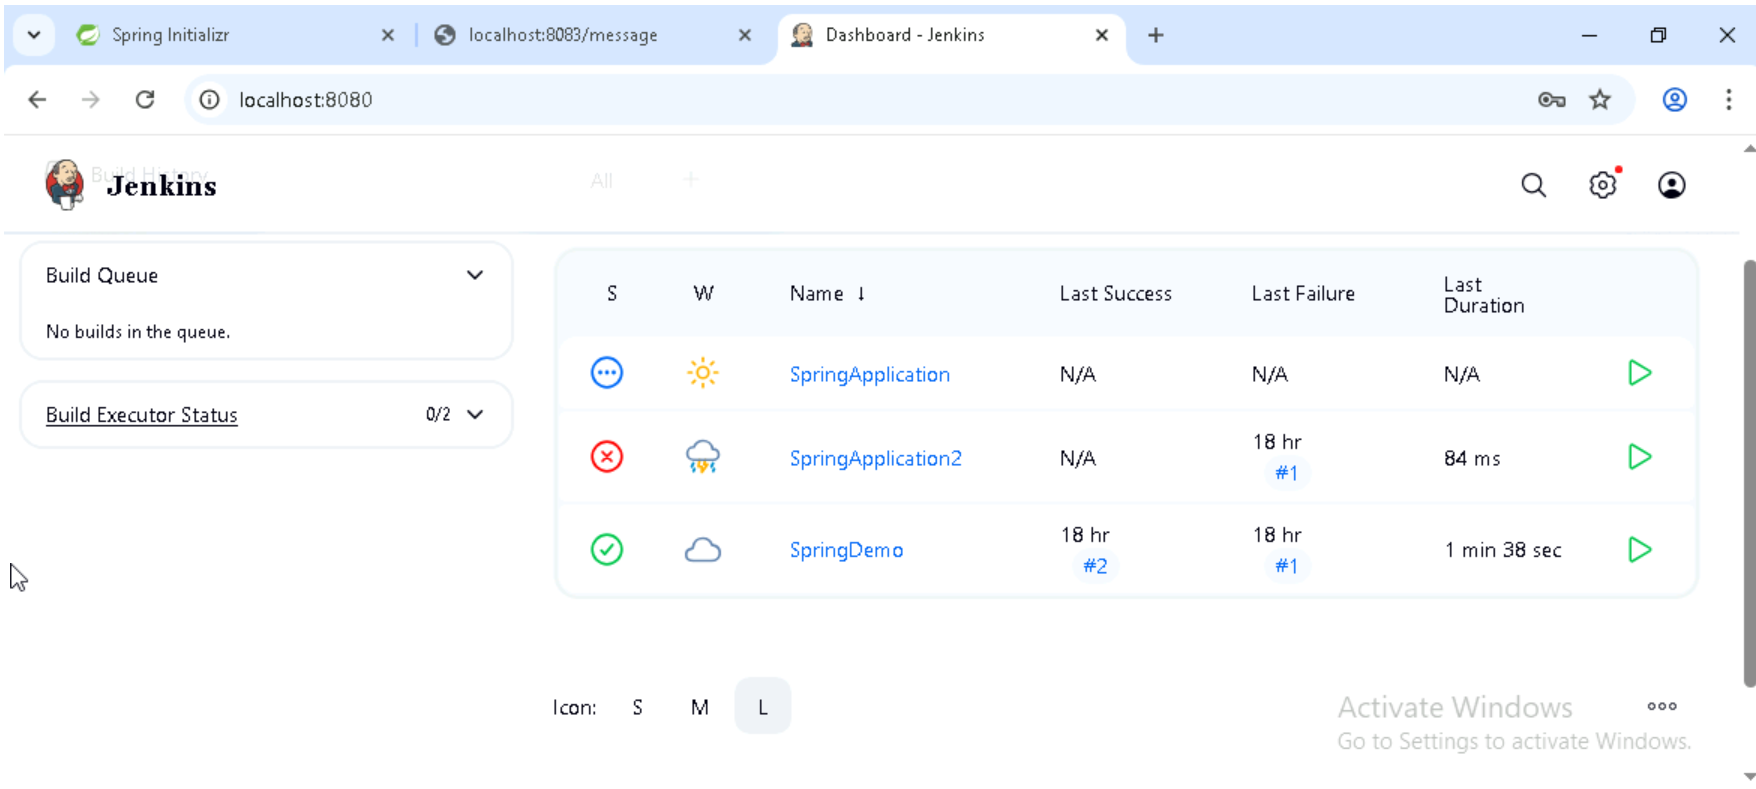 Spring Initializr
localhost:8083/message
Dashboard - Jenkins
localhost:8080
Build History
Jenkins
All
Build Queue
No builds in the queue.
Build Executor Status 0/2
S W Name ↓ Last Success Last Failure Last Duration
SpringApplication N/A N/A N/A
SpringApplication2 N/A 18 hr #1 84 ms
SpringDemo 18 hr #2 18 hr #1 1 min 38 sec
Icon: S M L
Activate Windows
Go to Settings to activate Windows.